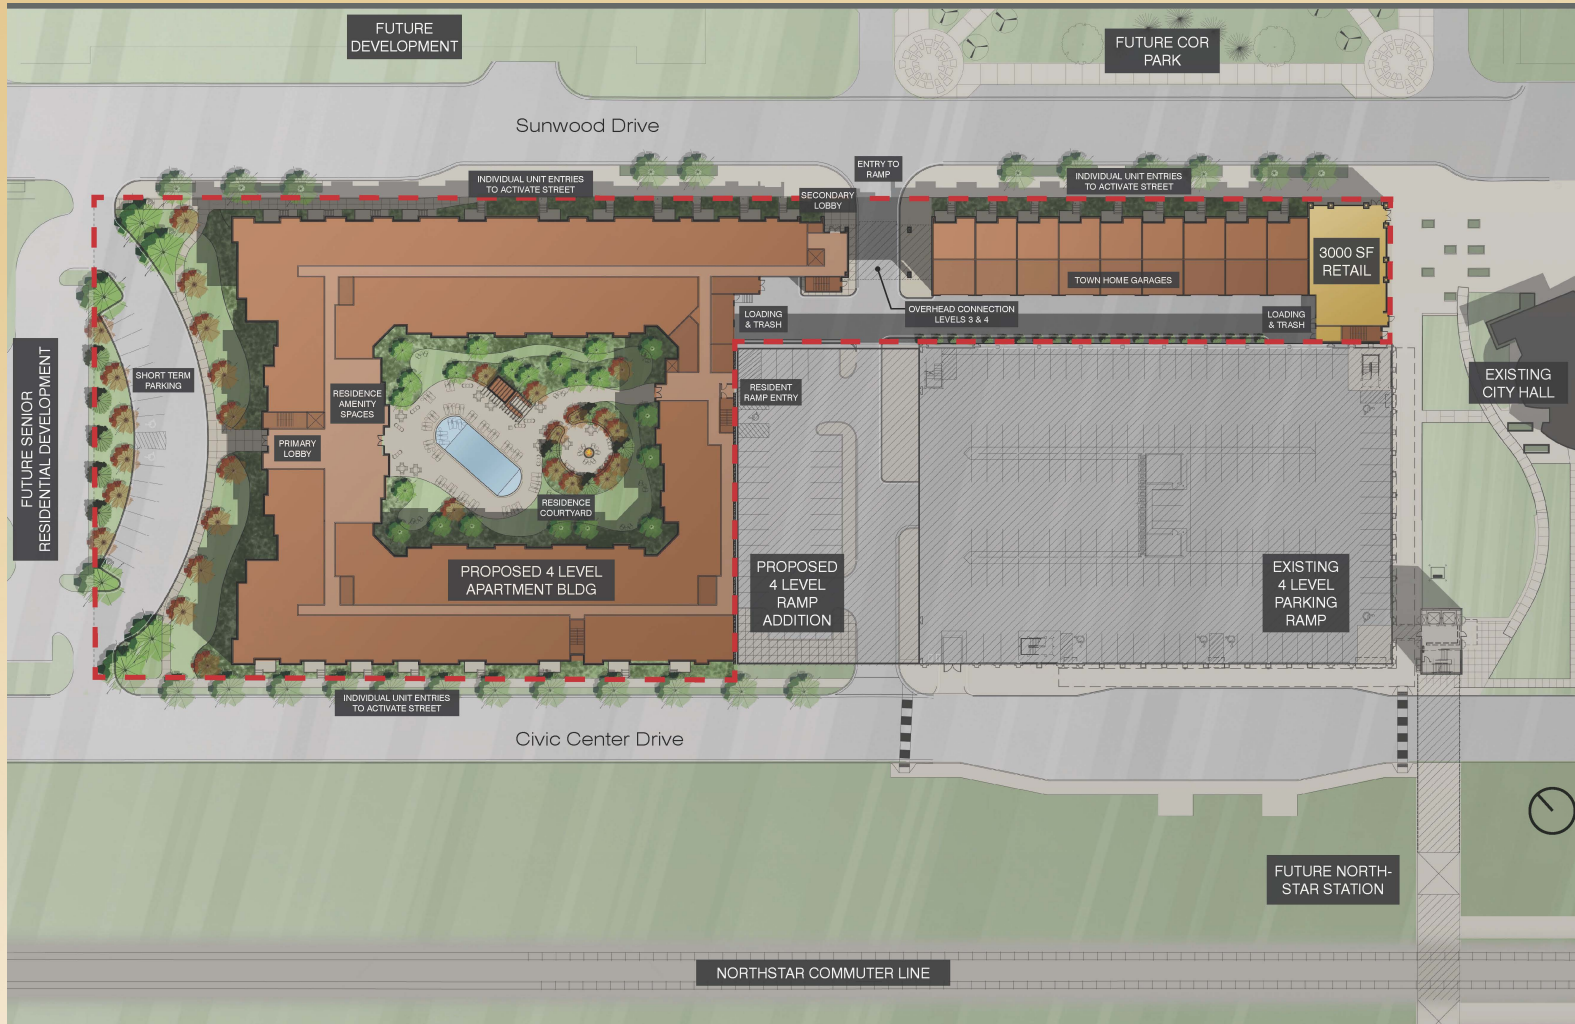 FUTURE
DEVELOPMENT
FUTURE COR
PARK
Sunwood Drive
INDIVIDUAL UNIT ENTRIES
TO ACTIVATE STREET
ENTRY TO
RAMP
SECONDARY
LOBBY
INDIVIDUAL UNIT ENTRIES
TO ACTIVATE STREET
3000 SF
RETAIL
TOWN HOME GARAGES
OVERHEAD CONNECTION
LEVELS 3 & 4
LOADING
& TRASH
LOADING
& TRASH
FUTURE SENIOR
RESIDENTIAL DEVELOPMENT
SHORT TERM
PARKING
RESIDENCE
AMENITY
SPACES
RESIDENT
RAMP ENTRY
EXISTING
CITY HALL
PRIMARY
LOBBY
RESIDENCE
COURTYARD
PROPOSED 4 LEVEL
APARTMENT BLDG
PROPOSED
4 LEVEL
RAMP
ADDITION
EXISTING
4 LEVEL
PARKING
RAMP
INDIVIDUAL UNIT ENTRIES
TO ACTIVATE STREET
Civic Center Drive
FUTURE NORTH-
STAR STATION
NORTHSTAR COMMUTER LINE